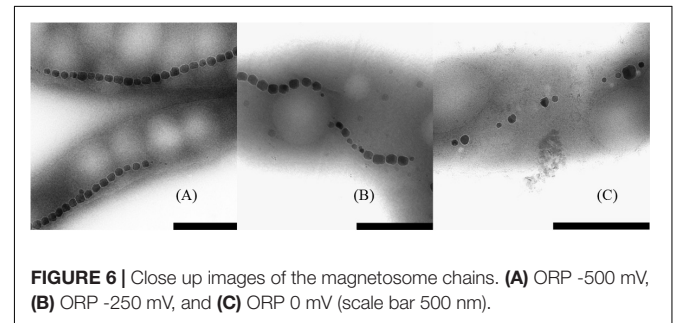 (A) (B) (C)
FIGURE 6 | Close up images of the magnetosome chains. (A) ORP -500 mV,
(B) ORP -250 mV, and (C) ORP 0 mV (scale bar 500 nm).